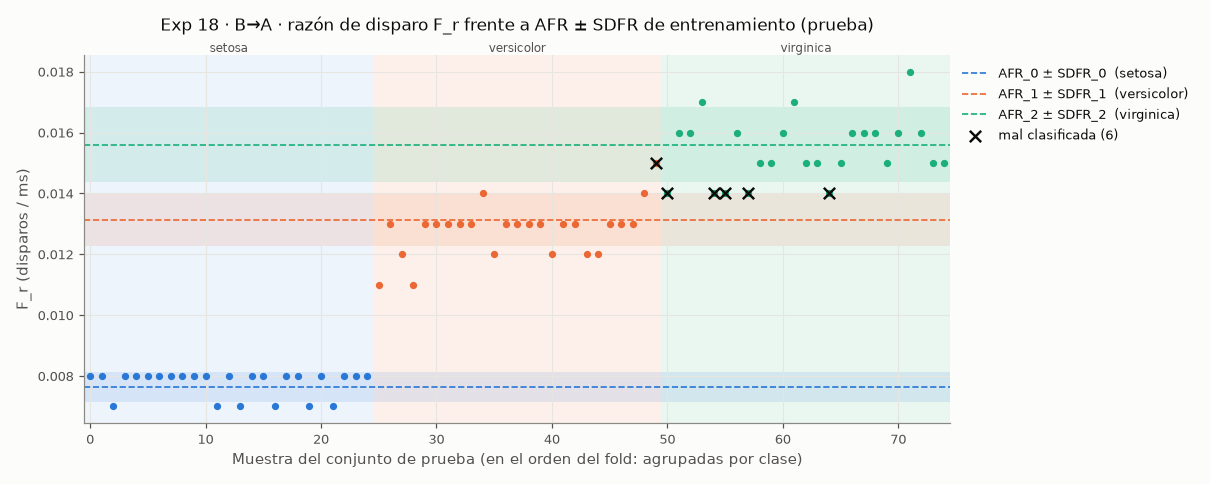 Exp 18 · B→A · razón de disparo F_r frente a AFR ± SDFR de entrenamiento (prueba)
setosa
versicolor
virginica
AFR_0 ± SDFR_0 (setosa)
AFR_1 ± SDFR_1 (versicolor)
AFR_2 ± SDFR_2 (virginica)
mal clasificada (6)
F_r (disparos / ms)
0.018
0.016
0.014
0.012
0.010
0.008
0 10 20 30 40 50 60 70
Muestra del conjunto de prueba (en el orden del fold: agrupadas por clase)